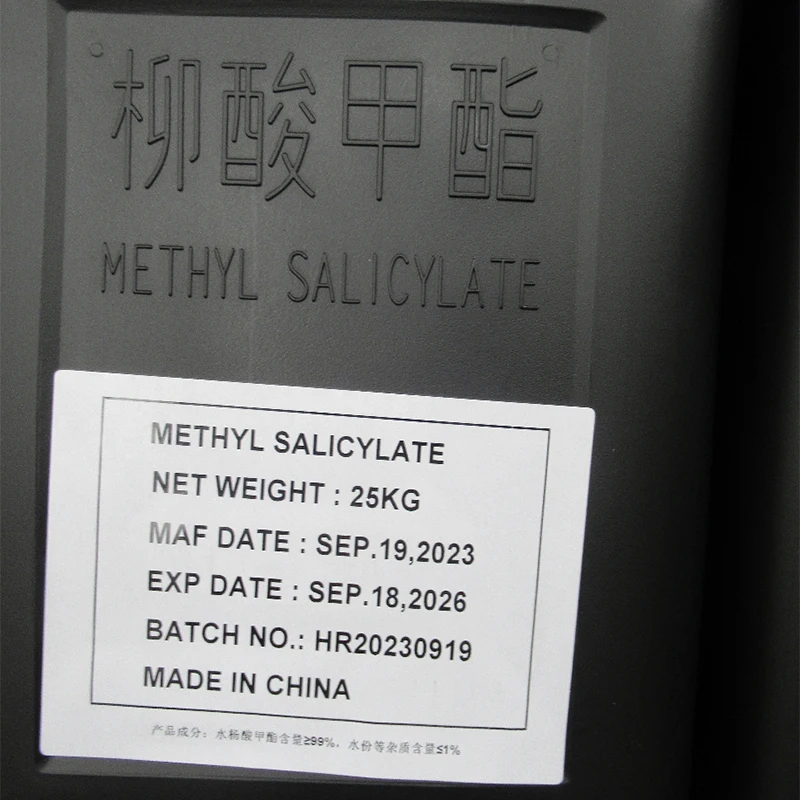 柳酸甲酯
METHYL SALICYLATE
METHYL SALICYLATE
NET WEIGHT : 25KG
MAF DATE : SEP.19,2023
EXP DATE : SEP.18,2026
BATCH NO.: HR20230919
MADE IN CHINA
产品成分：水杨酸甲酯含量≥99%，水份等杂质含量≤1%